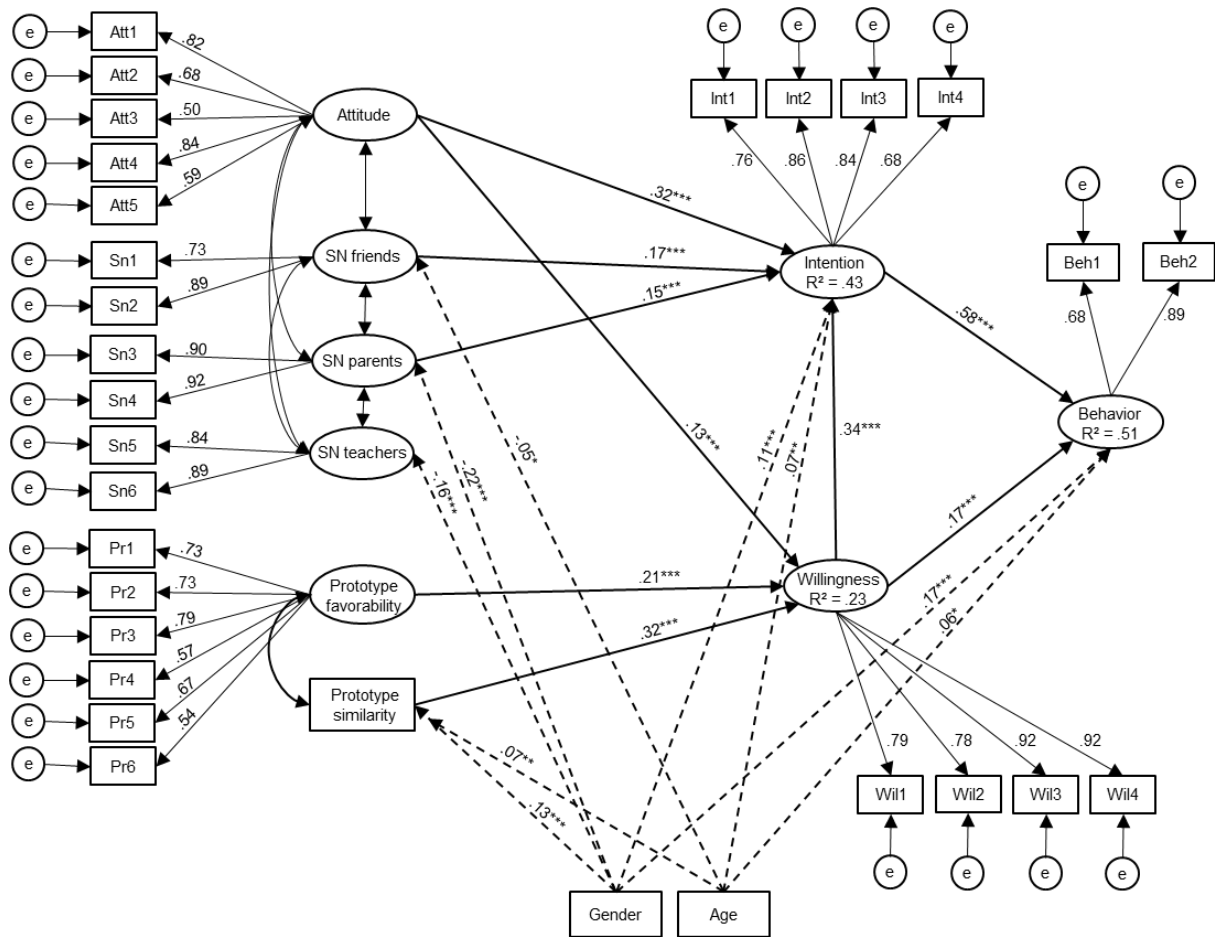 e
Att1
.82
e
Att2
.68
e
Att3
.50
e
Att4
.84
e
Att5
.59
Attitude
e
Sn1
.73
e
Sn2
.89
SN friends
e
Sn3
.90
e
Sn4
.92
SN parents
e
Sn5
.84
e
Sn6
.89
SN teachers
e
Pr1
.73
e
Pr2
.73
e
Pr3
.79
e
Pr4
.57
e
Pr5
.67
e
Pr6
.54
Prototype
favorability
Prototype
similarity
e
e
e
e
Int1
Int2
Int3
Int4
.76
.86
.84
.68
.32***
.17***
.15***
Intention
R² = .43
.13***
.34***
.21***
.32***
Willingness
R² = .23
.58***
.17***
e
e
Beh1
Beh2
.68
.89
Behavior
R² = .51
-.05*
-.22***
-.16***
.11***
.07**
.17***
.06*
.07**
.13***
.79
.78
.92
.92
Wil1
Wil2
Wil3
Wil4
e
e
e
e
Gender
Age